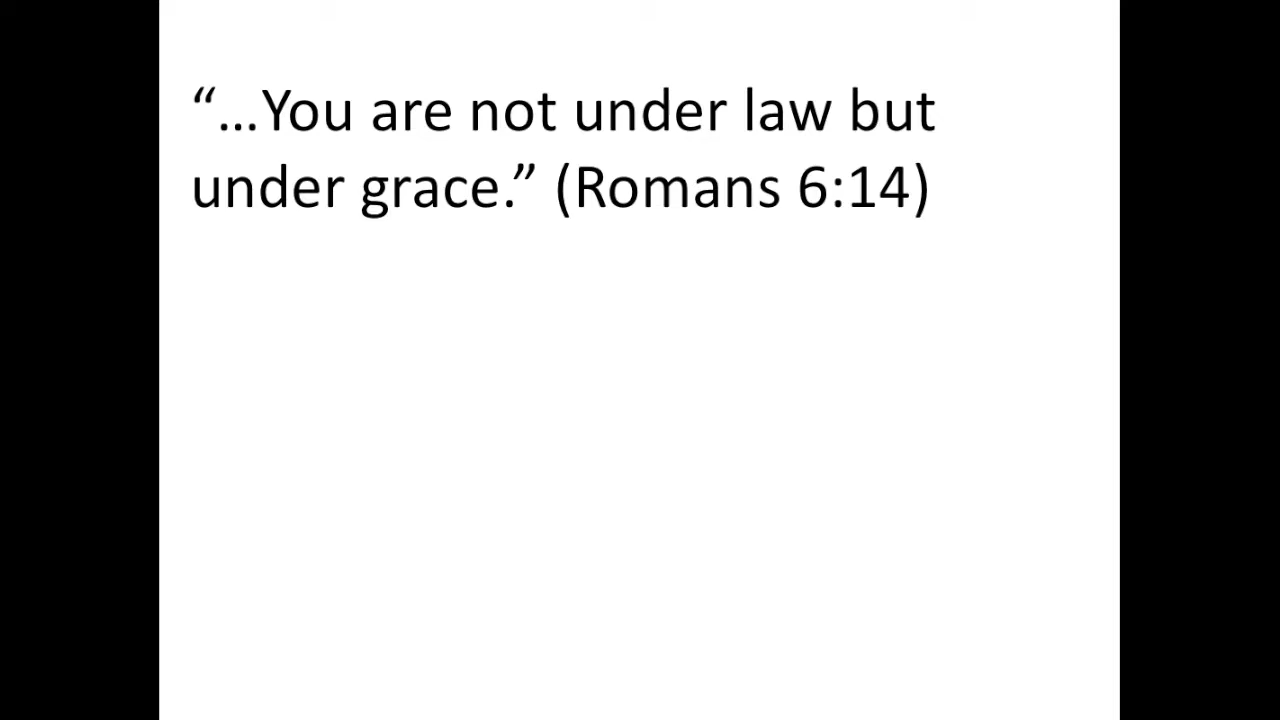 “…You are not under law but
under grace.” (Romans 6:14)